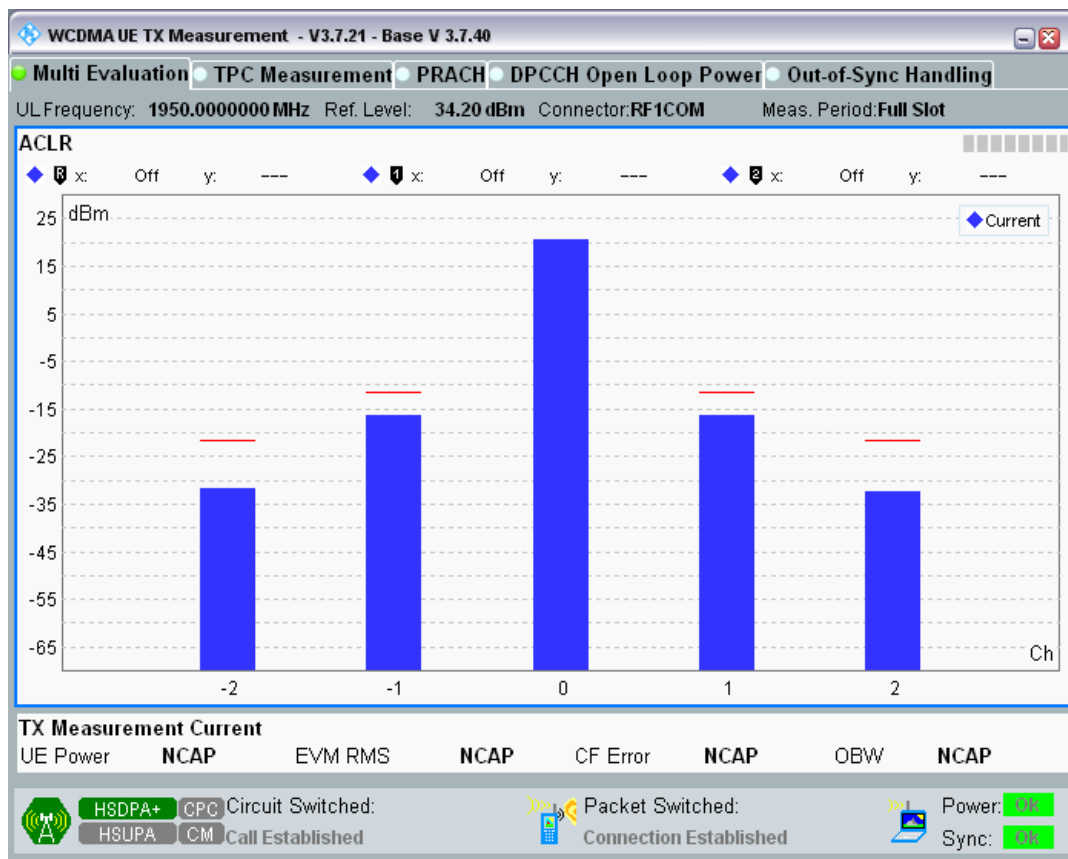 WCDMA UE TX Measurement - V3.7.21 - Base V 3.7.40
Multi Evaluation TPC Measurement PRACH DPCCH Open Loop Power Out-of-Sync Handling
UL Frequency: 1950.0000000 MHz Ref. Level: 34.20 dBm Connector:RF1COM Meas. Period:Full Slot
ACLR
R x: Off y: --- 1 x: Off y: --- 2 x: Off y: ---
dBm
Current
25
15
5
-5
-15
-25
-35
-45
-55
-65
Ch
-2 -1 0 1 2
TX Measurement Current
UE Power NCAP EVM RMS NCAP CF Error NCAP OBW NCAP
HSDPA+ CPC Circuit Switched: Packet Switched: Power: OK
HSUPA CM Call Established Connection Established Sync: OK